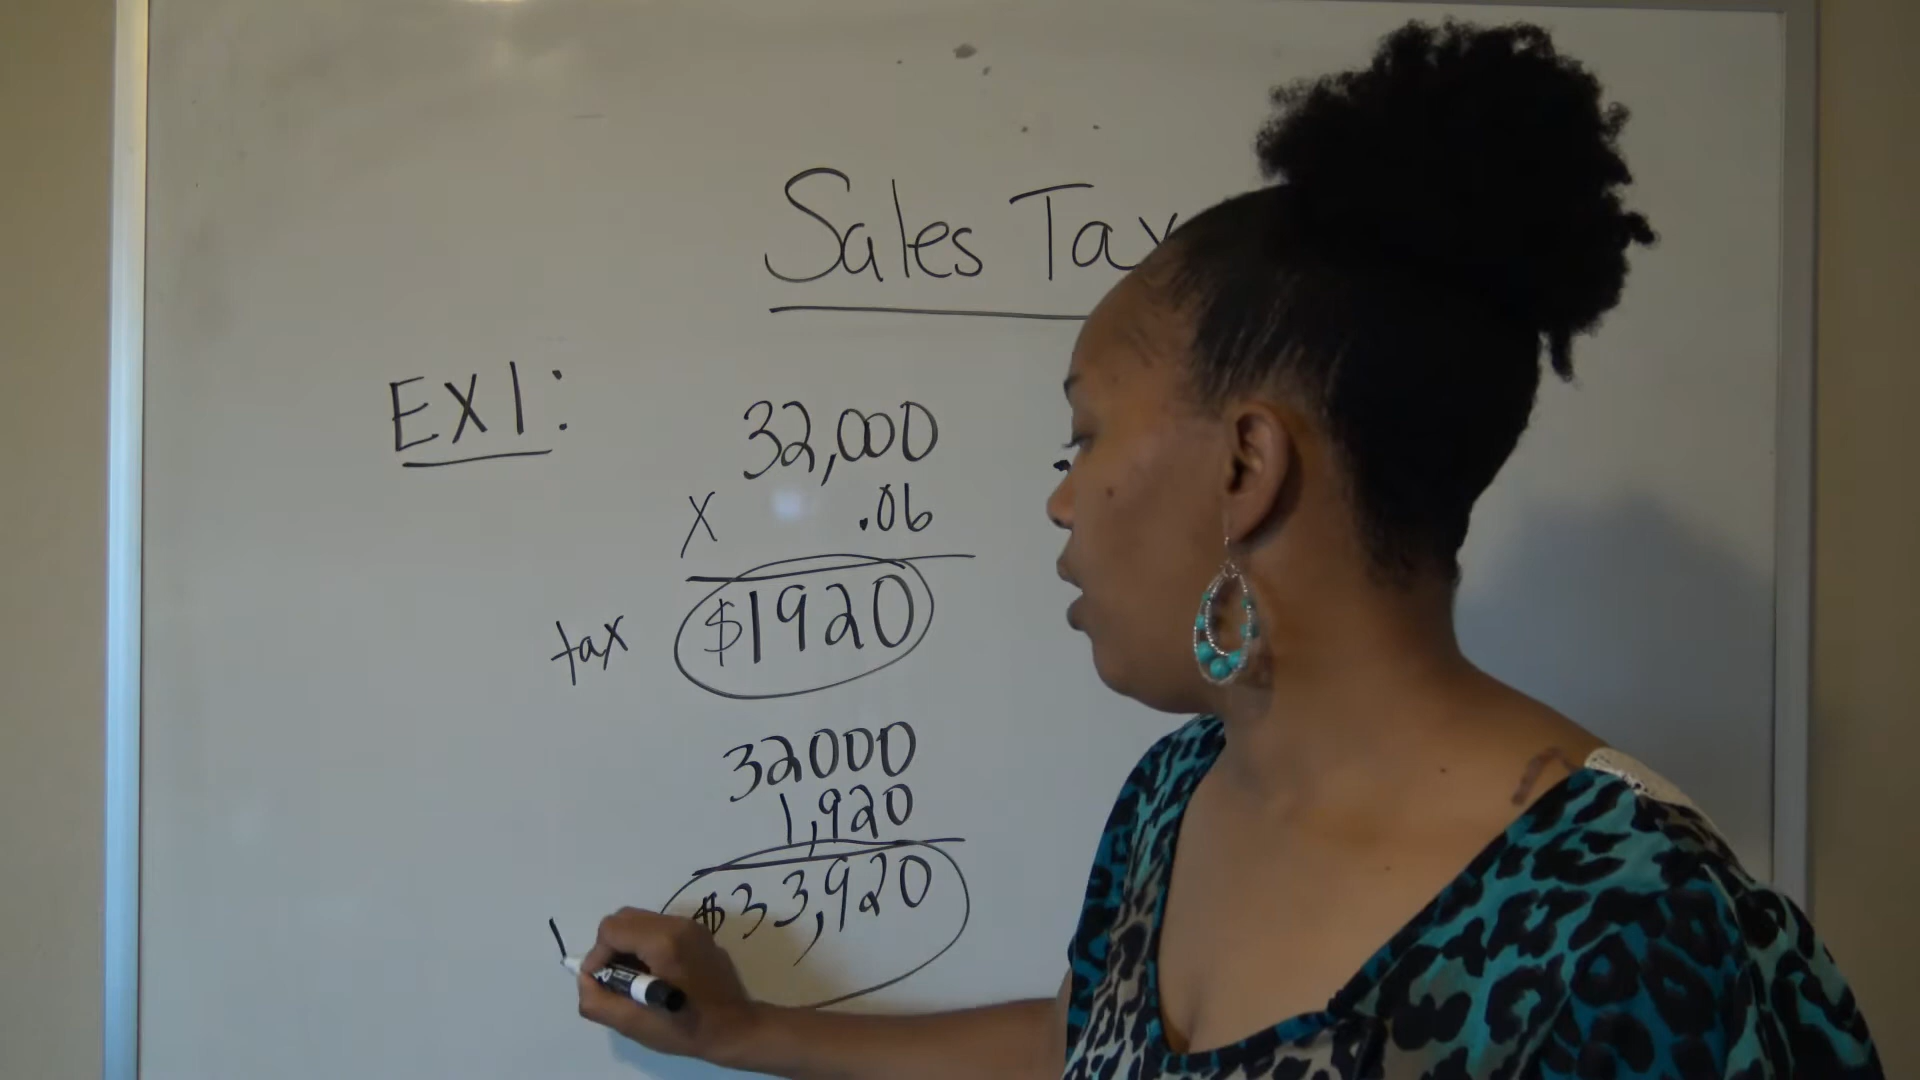 Sales Tax
EX1:
32,000
X .06
tax $1920
32000
1,920
$33,920